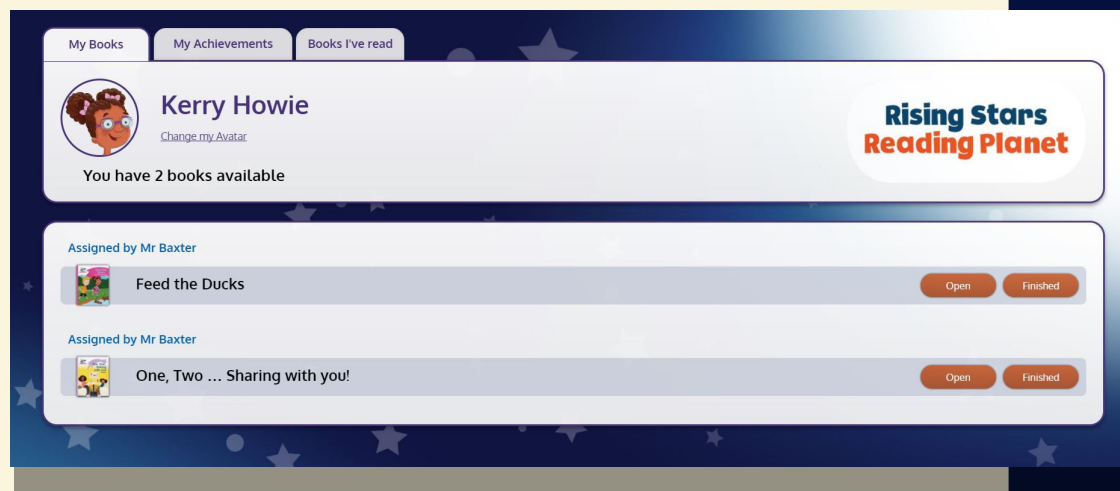 My Books
My Achievements
Books I've read
Kerry Howie
Change my Avatar
You have 2 books available
Rising Stars
Reading Planet
Assigned by Mr Baxter
Feed the Ducks
Open
Finished
Assigned by Mr Baxter
One, Two ... Sharing with you!
Open
Finished